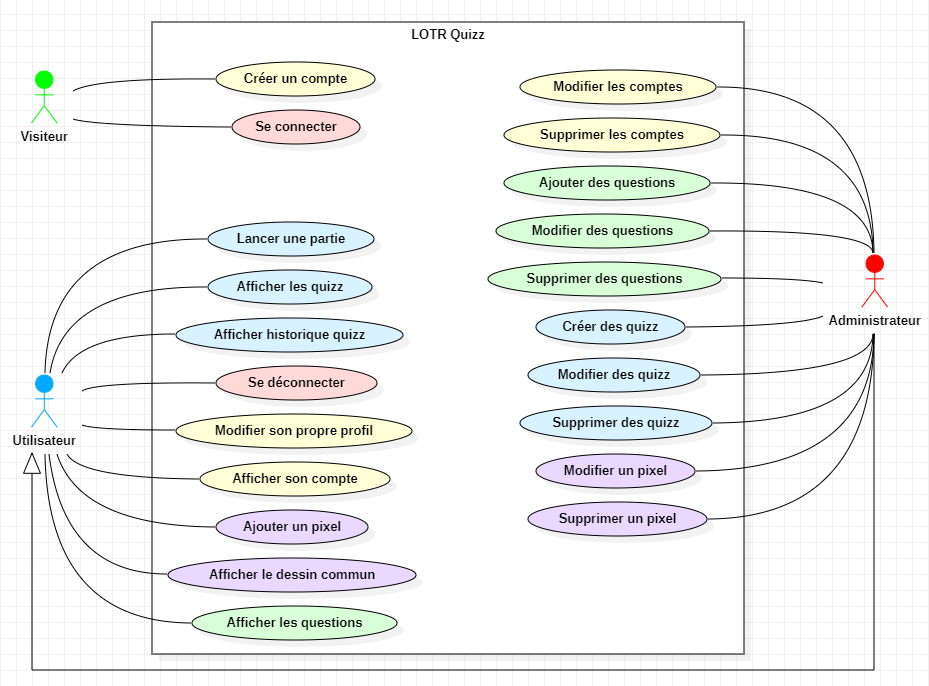 LOTR Quizz
Visiteur
Créer un compte
Se connecter
Lancer une partie
Afficher les quizz
Afficher historique quizz
Se déconnecter
Modifier son propre profil
Afficher son compte
Ajouter un pixel
Afficher le dessin commun
Afficher les questions
Utilisateur
Modifier les comptes
Supprimer les comptes
Ajouter des questions
Modifier des questions
Supprimer des questions
Créer des quizz
Modifier des quizz
Supprimer des quizz
Modifier un pixel
Supprimer un pixel
Administrateur